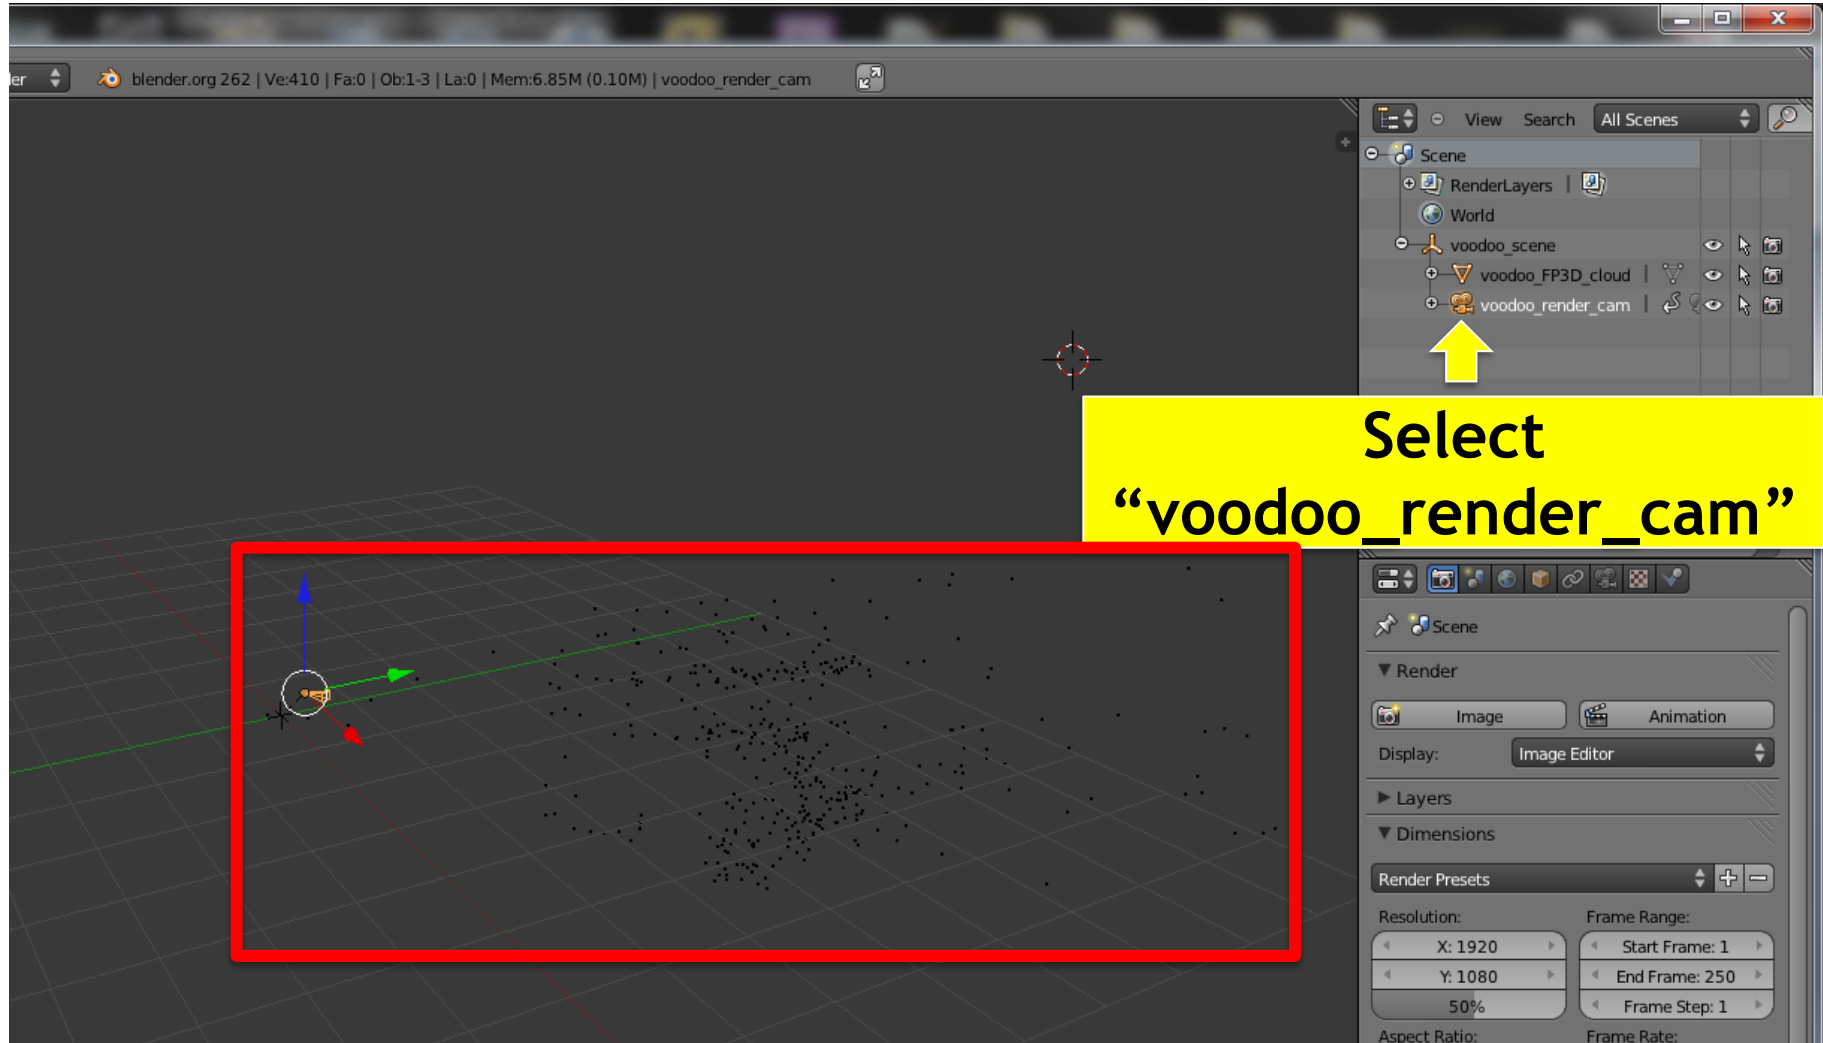 der
blender.org 262 | Ve:410 | Fa:0 | Ob:1-3 | La:0 | Mem:6.85M (0.10M) | voodoo_render_cam
View Search All Scenes
Scene
RenderLayers |
World
voodoo_scene
voodoo_FP3D_cloud |
voodoo_render_cam |
Select
“voodoo_render_cam”
Scene
Render
Image Animation
Display: Image Editor
Layers
Dimensions
Render Presets
Resolution: Frame Range:
X: 1920 Start Frame: 1
Y: 1080 End Frame: 250
50% Frame Step: 1
Aspect Ratio: Frame Rate: